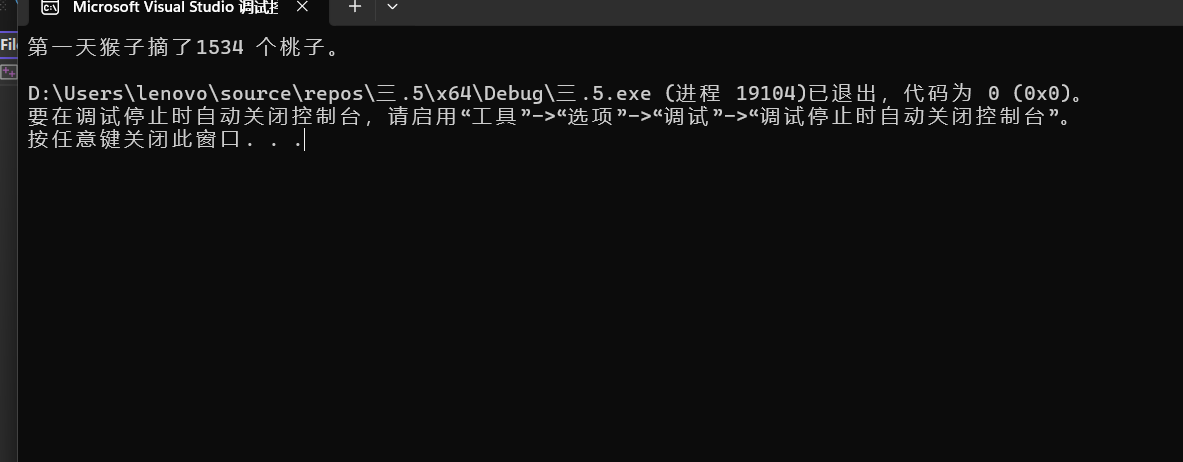 Microsoft Visual Studio 调试
File
第一天猴子摘了1534 个桃子。
D:\Users\lenovo\source\repos\三.5\x64\Debug\三.5.exe (进程 19104)已退出，代码为 0 (0x0)。
要在调试停止时自动关闭控制台，请启用“工具”->“选项”->“调试”->“调试停止时自动关闭控制台”。
按任意键关闭此窗口. . .